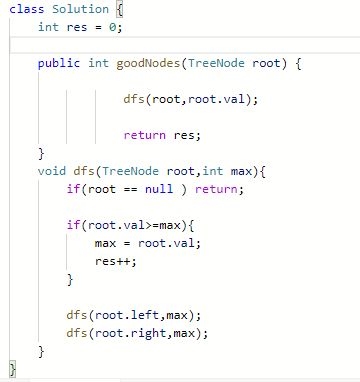 class Solution {
    int res = 0;

    public int goodNodes(TreeNode root) {

                dfs(root,root.val);

                return res;
    }
    void dfs(TreeNode root,int max){
        if(root == null ) return;

        if(root.val>=max){
            max = root.val;
            res++;
        }

        dfs(root.left,max);
        dfs(root.right,max);
    }
}